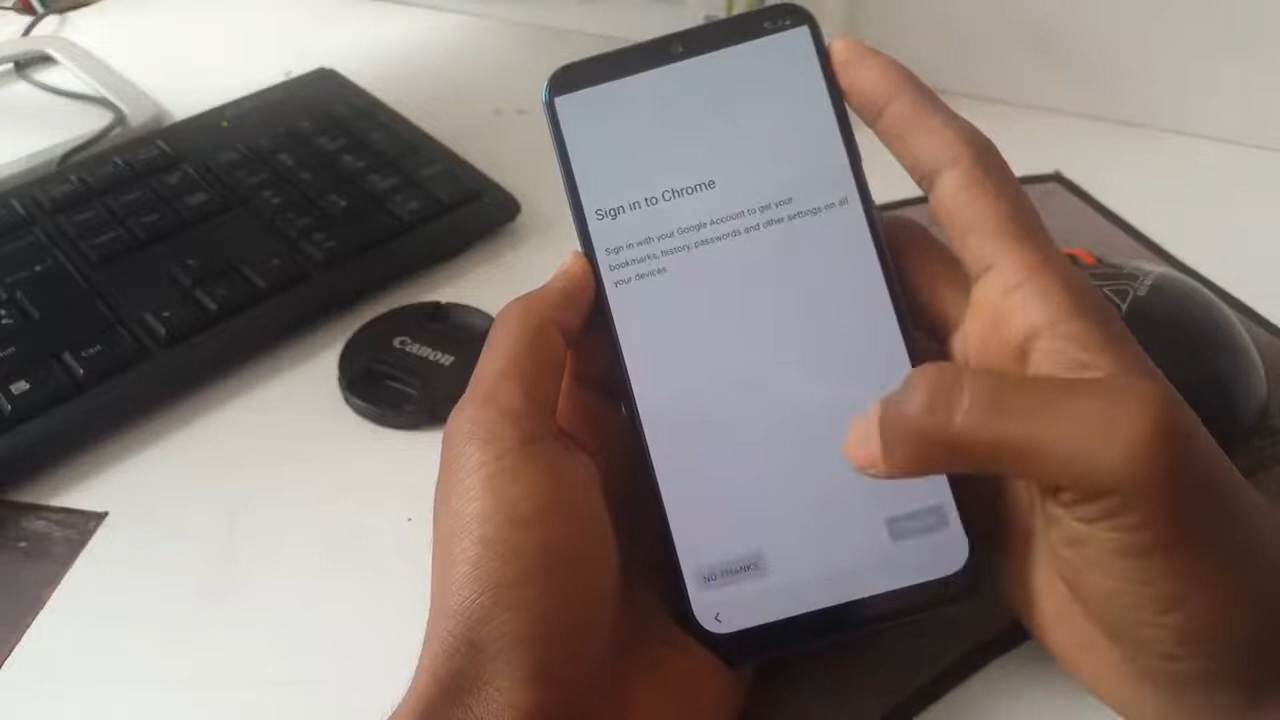 Sign in to Chrome
Sign in with your Google Account to get your
bookmarks, history, passwords and other settings on all
your devices
NO THANKS
Canon
Ctrl